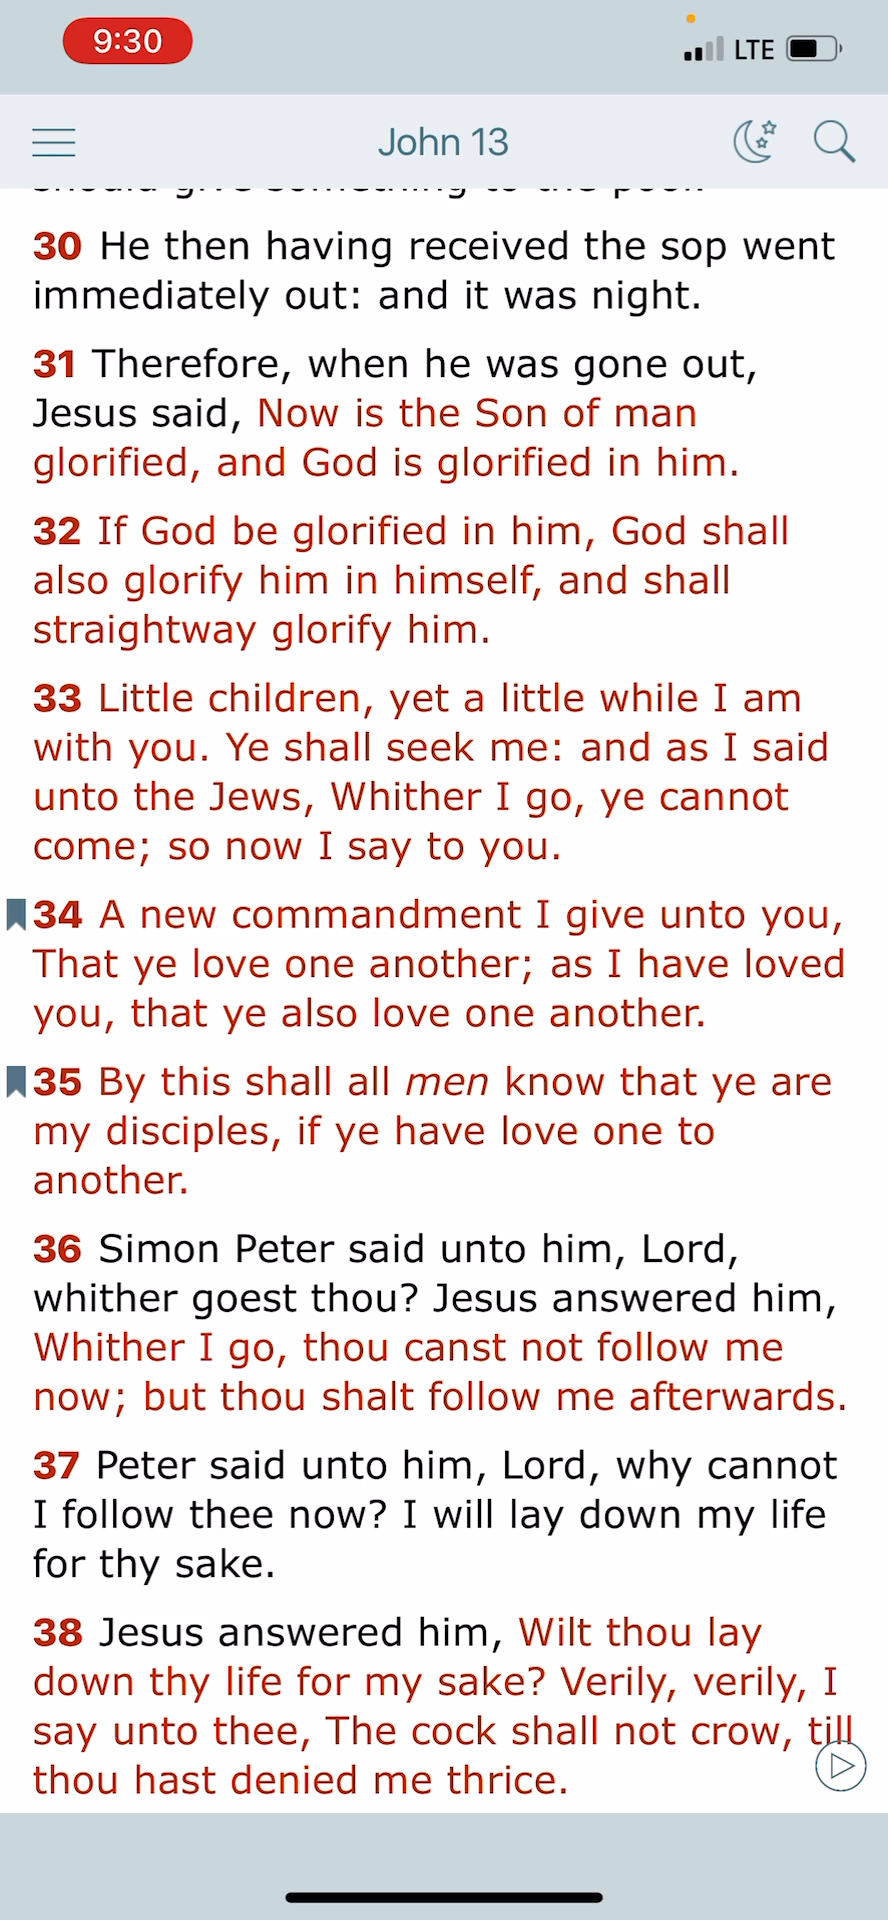 9:30
LTE
John 13
30 He then having received the sop went
immediately out: and it was night.
31 Therefore, when he was gone out,
Jesus said, Now is the Son of man
glorified, and God is glorified in him.
32 If God be glorified in him, God shall
also glorify him in himself, and shall
straightway glorify him.
33 Little children, yet a little while I am
with you. Ye shall seek me: and as I said
unto the Jews, Whither I go, ye cannot
come; so now I say to you.
34 A new commandment I give unto you,
That ye love one another; as I have loved
you, that ye also love one another.
35 By this shall all men know that ye are
my disciples, if ye have love one to
another.
36 Simon Peter said unto him, Lord,
whither goest thou? Jesus answered him,
Whither I go, thou canst not follow me
now; but thou shalt follow me afterwards.
37 Peter said unto him, Lord, why cannot
I follow thee now? I will lay down my life
for thy sake.
38 Jesus answered him, Wilt thou lay
down thy life for my sake? Verily, verily, I
say unto thee, The cock shall not crow, till
thou hast denied me thrice.